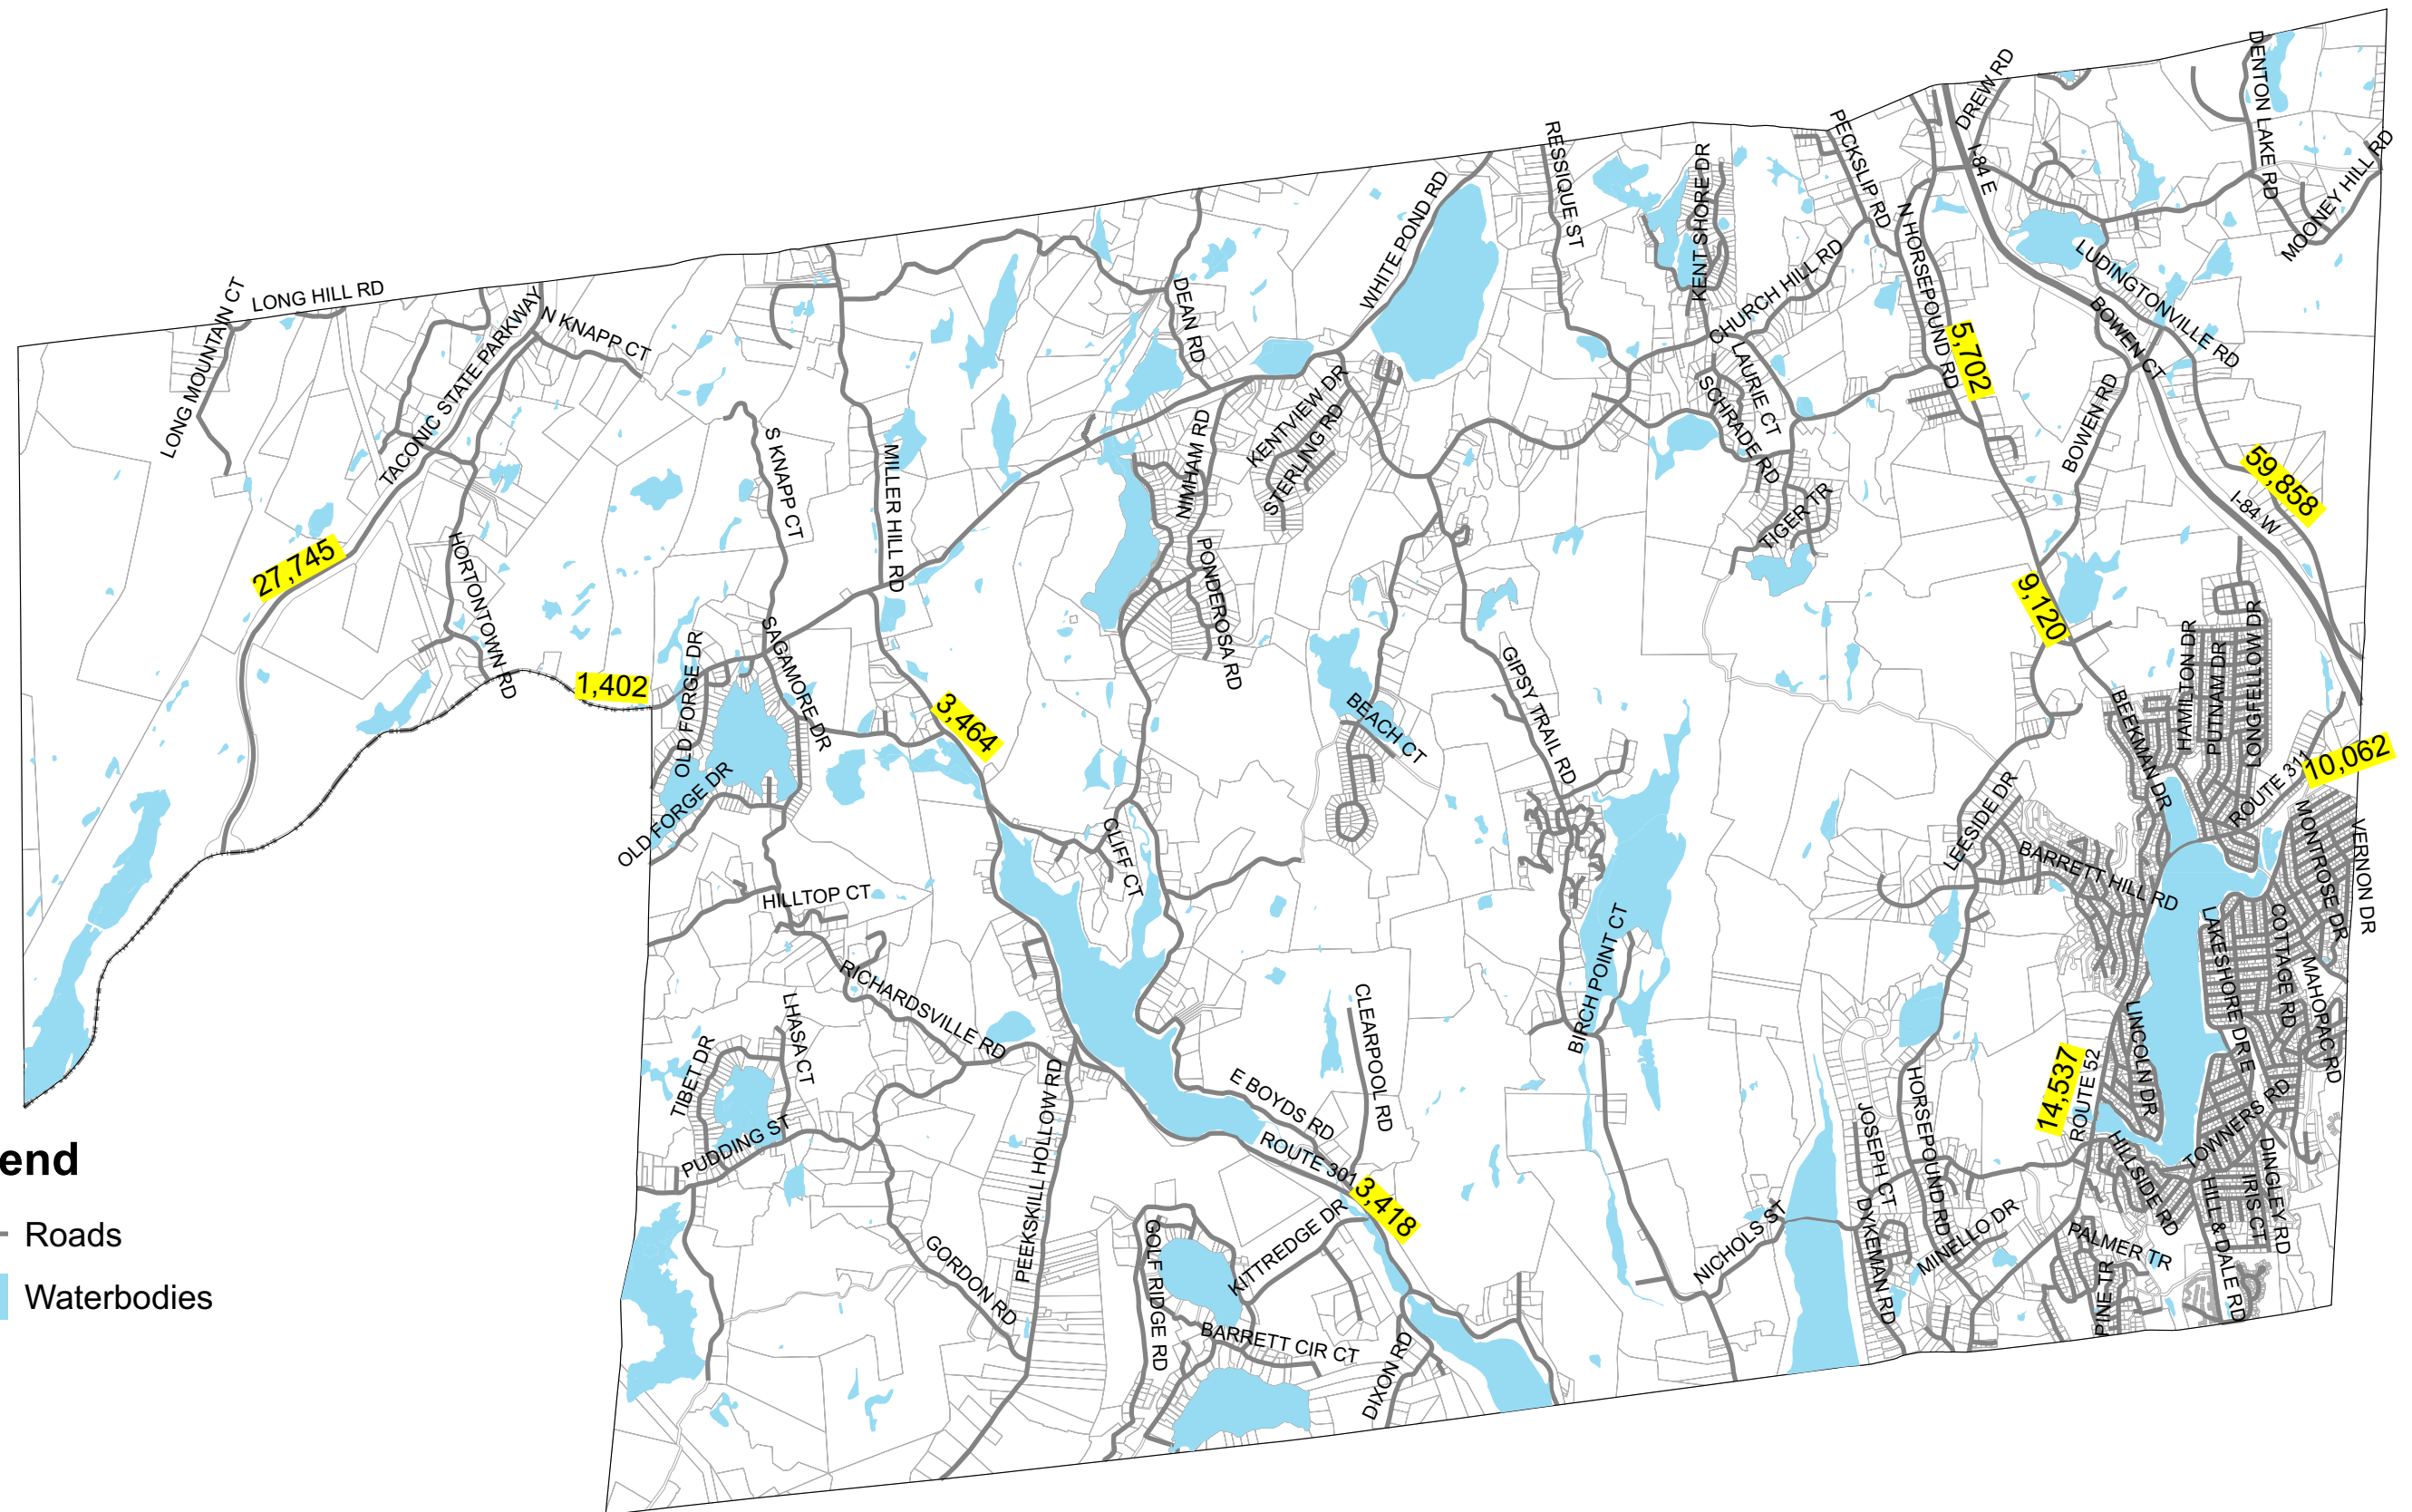 DENTON LAKE RD
DREW RD
MOONEY HILL RD
PECKSLIP RD
RESSIQUE ST
KENT SHORE DR
I-84 E
WHITE POND RD
N HORSEPOUND RD
CHURCH HILL RD
LUDINGTONVILLE RD
BOWEN CT
LONG MOUNTAIN CT
LONG HILL RD
TACONIC STATE PARKWAY
N KNAPP CT
DEAN RD
5,702
LAURIE CT
SCHRADE RD
KENTVIEW DR
STERLING RD
BOWEN RD
NIMHAM RD
S KNAPP CT
MILLER HILL RD
59,858
I-84 W
TIGER TR
27,745
HORTONTOWN RD
PONDEROSA RD
9,120
1,402
OLD FORGE DR
SAGAMORE DR
3,464
GIPSY TRAIL RD
BEACH CT
BEEKMAN DR
HAMILTON DR
PUTNAM DR
LONGFELLOW DR
10,062
ROUTE 311
OLD FORGE DR
CLIFF CT
LEESIDE DR
BARRETT HILL RD
MONTROSE DR
VERNON DR
HILLTOP CT
LAKESHORE DR E
COTTAGE RD
MAHOPAC RD
RICHARDSVILLE RD
BIRCH POINT CT
CLEARPOOL RD
LHASA CT
TIBET DR
LINCOLN DR
14,537
ROUTE 52
PUDDING ST
PEEKSKILL HOLLOW RD
E BOYDS RD
ROUTE 301
3,418
JOSEPH CT
HORSEPOUND RD
TOWNERS RD
HILLSIDE RD
DINGLEY RD
IRIS CT
HILL & DALE RD
end
Roads
Waterbodies
GORDON RD
GOLF RIDGE RD
KITTREDGE DR
NICHOLS ST
DYKEMAN RD
MINELLO DR
PALMER TR
PINE TR
BARRETT CIR CT
DIXON RD